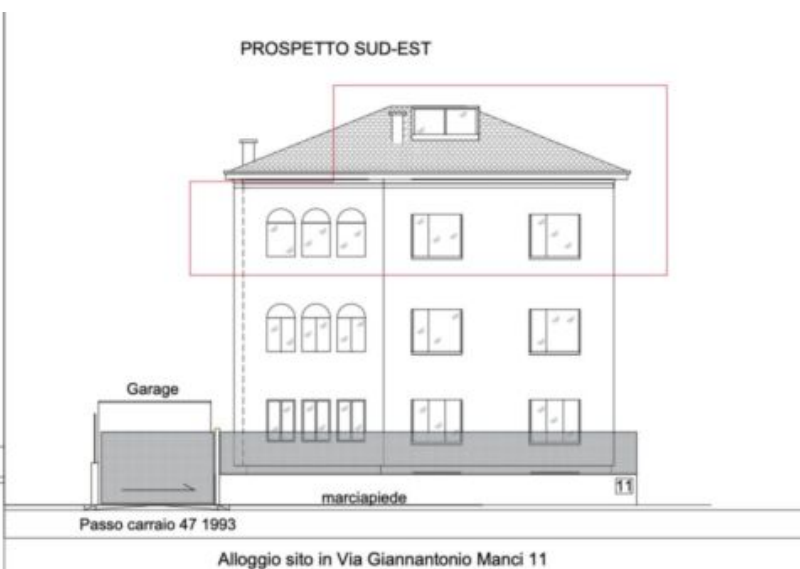 PROSPETTO SUD-EST
Garage
11
marciapiede
Passo carraio 47 1993
Alloggio sito in Via Giannantonio Manci 11